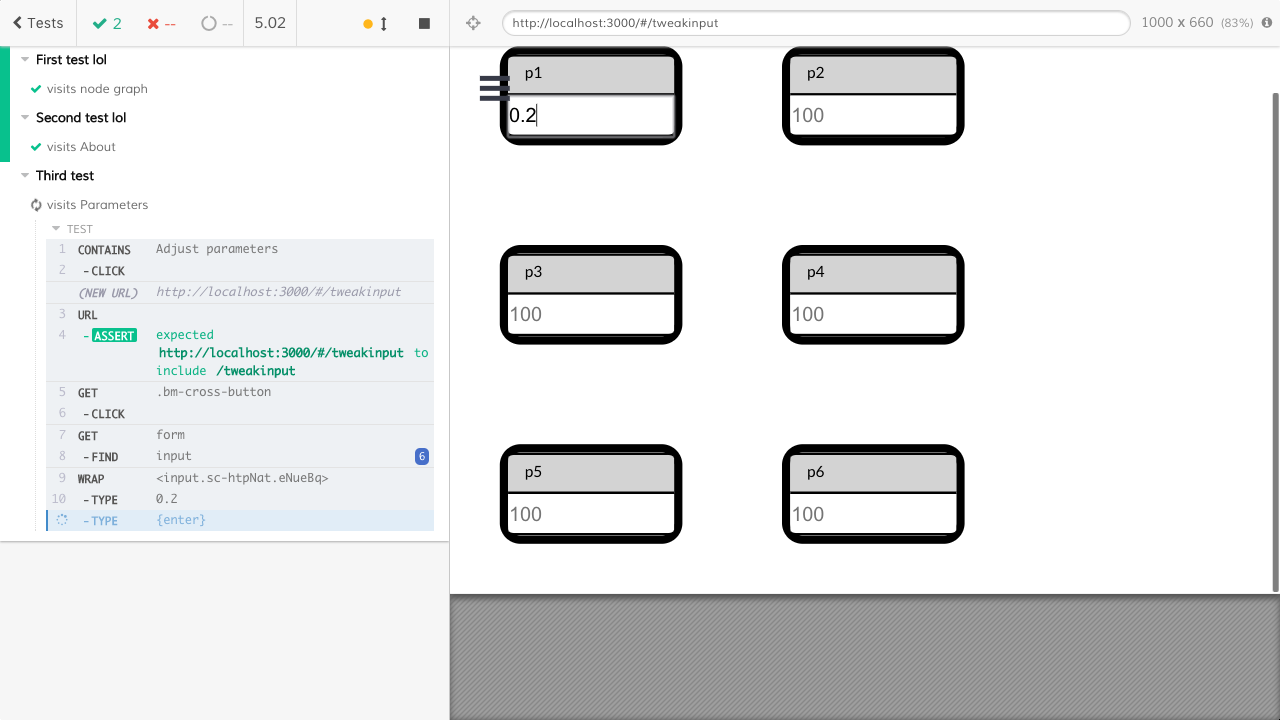 Tests 2 -- -- 5.02
First test lol
visits node graph
Second test lol
visits About
Third test
visits Parameters
TEST
1 CONTAINS Adjust parameters
2 -CLICK
(NEW URL) http://localhost:3000/#/tweakinput
3 URL
4 -ASSERT expected
http://localhost:3000/#/tweakinput to
include /tweakinput
5 GET .bm-cross-button
6 -CLICK
7 GET form
8 -FIND input 6
9 WRAP <input.sc-htpNat.eNueBq>
10 -TYPE 0.2
-TYPE {enter}
http://localhost:3000/#/tweakinput 1000 x 660 (83%)
p1 p2
0.2 100
p3 p4
100 100
p5 p6
100 100